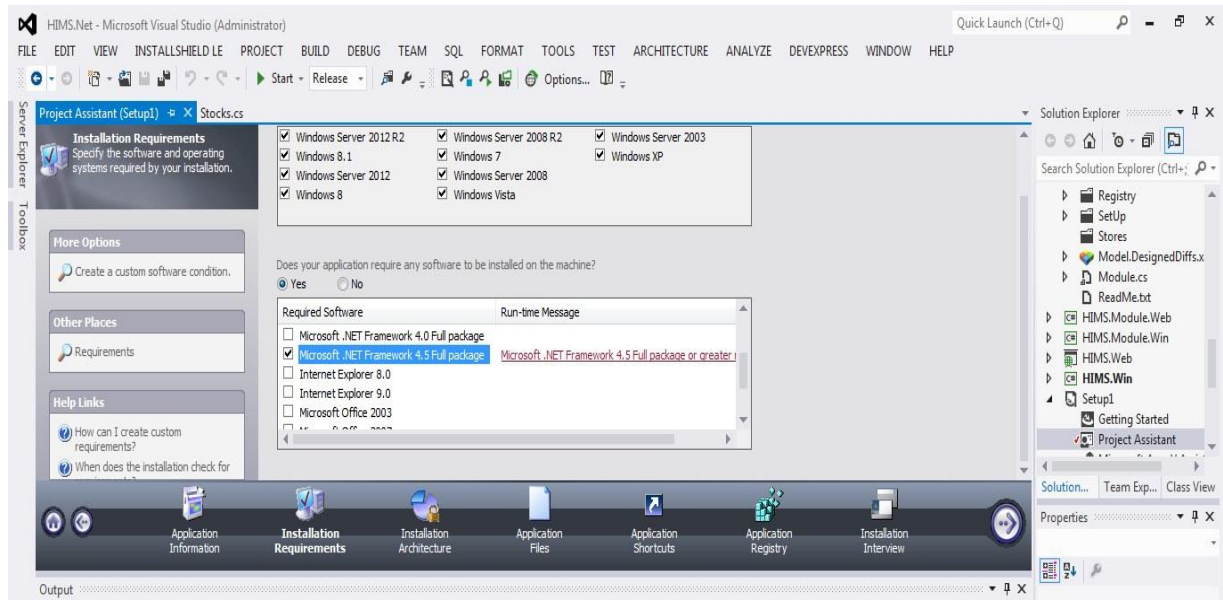 HIMS.Net - Microsoft Visual Studio (Administrator)
Quick Launch (Ctrl+Q)
FILE EDIT VIEW INSTALLSHIELD LE PROJECT BUILD DEBUG TEAM SQL FORMAT TOOLS TEST ARCHITECTURE ANALYZE DEVEXPRESS WINDOW HELP
Start Release Options...
Server Explorer
Toolbox
Project Assistant (Setup1) Stocks.cs
Installation Requirements
Specify the software and operating
systems required by your installation.
More Options
Create a custom software condition.
Other Places
Requirements
Help Links
How can I create custom
requirements?
When does the installation check for
Windows Server 2012 R2 Windows Server 2008 R2 Windows Server 2003
Windows 8.1 Windows 7 Windows XP
Windows Server 2012 Windows Server 2008
Windows 8 Windows Vista
Does your application require any software to be installed on the machine?
Yes No
Required Software Run-time Message
Microsoft .NET Framework 4.0 Full package
Microsoft .NET Framework 4.5 Full package Microsoft .NET Framework 4.5 Full package or greater
Internet Explorer 8.0
Internet Explorer 9.0
Microsoft Office 2003
Application Information
Installation Requirements
Installation Architecture
Application Files
Application Shortcuts
Application Registry
Installation Interview
Output
Solution Explorer
Search Solution Explorer (Ctrl+;
Registry
SetUp
Stores
Model.DesignedDiffs.x
Module.cs
ReadMe.txt
HIMS.Module.Web
HIMS.Module.Win
HIMS.Web
HIMS.Win
Setup1
Getting Started
Project Assistant
Solution... Team Exp... Class View
Properties